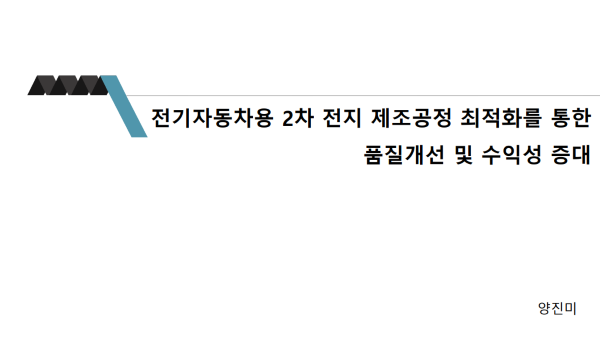 전기자동차용 2차 전지 제조공정 최적화를 통한
품질개선 및 수익성 증대
양진미